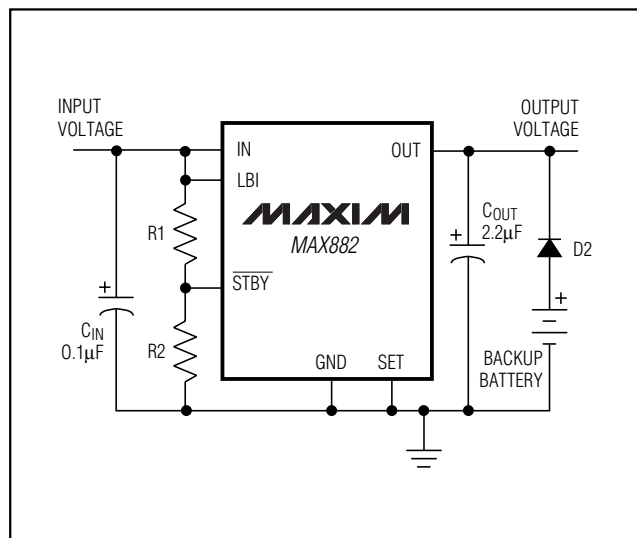 INPUT
VOLTAGE
OUTPUT
VOLTAGE
IN
OUT
LBI
MAXIM
MAX882
R1
STBY
R2
+
CIN
0.1µF
GND
SET
+
COUT
2.2µF
D2
+
BACKUP
BATTERY